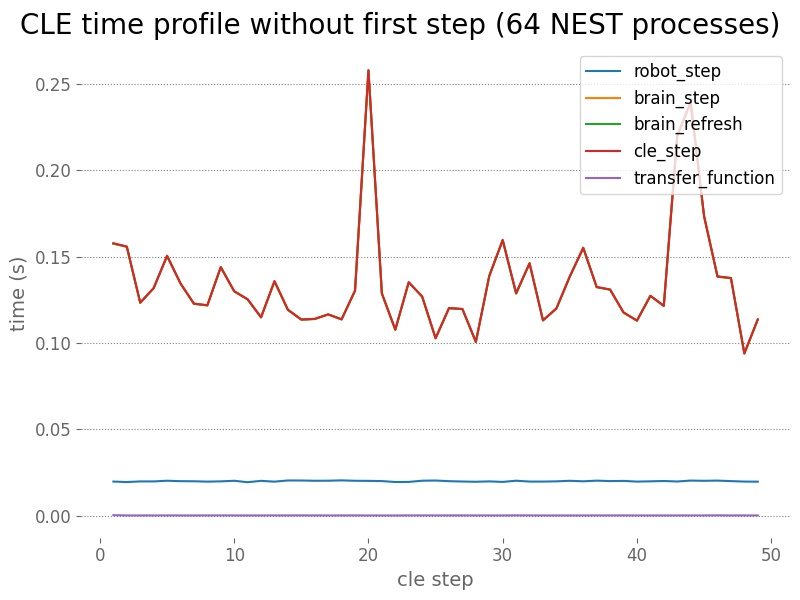 CLE time profile without first step (64 NEST processes)
0.25
0.20
0.15
0.10
0.05
0.00
time (s)
robot_step
brain_step
brain_refresh
cle_step
transfer_function
0 10 20 30 40 50
cle step